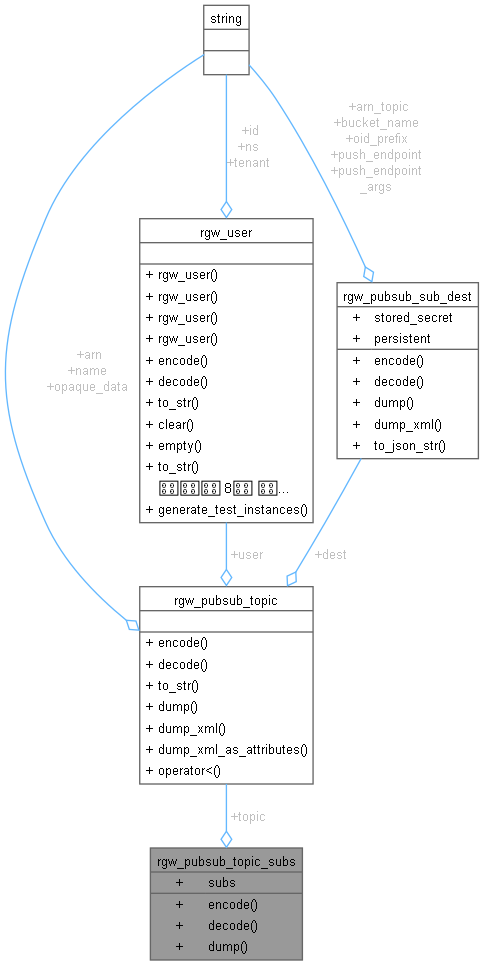 string
+arn_topic
+bucket_name
+oid_prefix
+push_endpoint
+push_endpoint
_args
+id
+ns
+tenant
rgw_user
+ rgw_user()
+ rgw_user()
+ rgw_user()
+ rgw_user()
+ encode()
+ decode()
+ to_str()
+ clear()
+ empty()
+ to_str()
8
...
+ generate_test_instances()
rgw_pubsub_sub_dest
+ stored_secret
+ persistent
+ encode()
+ decode()
+ dump()
+ dump_xml()
+ to_json_str()
+arn
+name
+opaque_data
+user
+dest
rgw_pubsub_topic
+ encode()
+ decode()
+ to_str()
+ dump()
+ dump_xml()
+ dump_xml_as_attributes()
+ operator<()
+topic
rgw_pubsub_topic_subs
+ subs
+ encode()
+ decode()
+ dump()